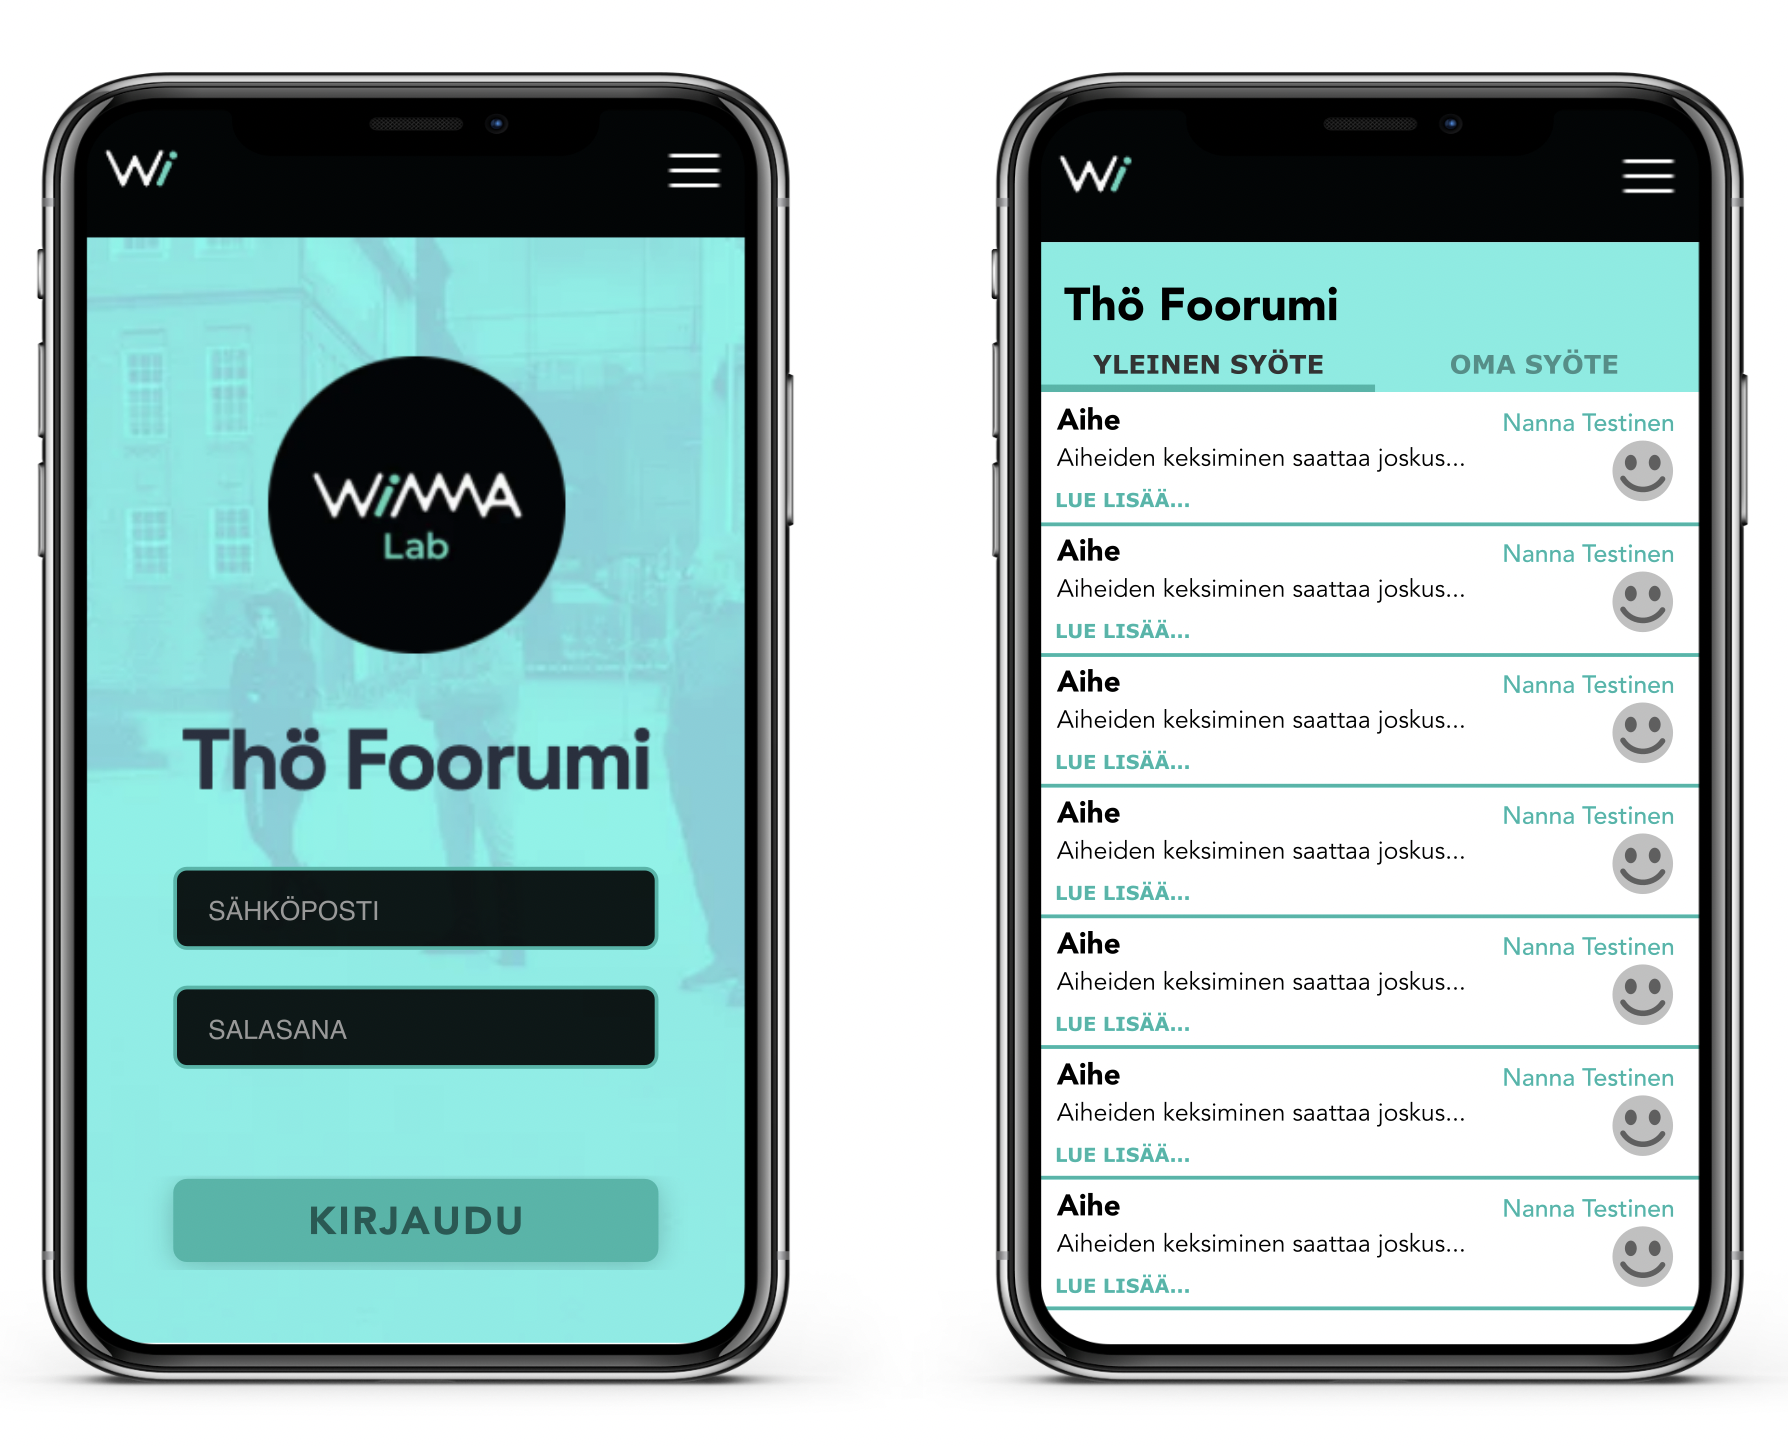 Wi
WiMMA
Lab
Thö Foorumi
SÄHKÖPOSTI
SALASANA
KIRJAUDU
Wi
Thö Foorumi
YLEINEN SYÖTE OMA SYÖTE
Aihe Nanna Testinen
Aiheiden keksiminen saattaa joskus...
LUE LISÄÄ...
Aihe Nanna Testinen
Aiheiden keksiminen saattaa joskus...
LUE LISÄÄ...
Aihe Nanna Testinen
Aiheiden keksiminen saattaa joskus...
LUE LISÄÄ...
Aihe Nanna Testinen
Aiheiden keksiminen saattaa joskus...
LUE LISÄÄ...
Aihe Nanna Testinen
Aiheiden keksiminen saattaa joskus...
LUE LISÄÄ...
Aihe Nanna Testinen
Aiheiden keksiminen saattaa joskus...
LUE LISÄÄ...
Aihe Nanna Testinen
Aiheiden keksiminen saattaa joskus...
LUE LISÄÄ...